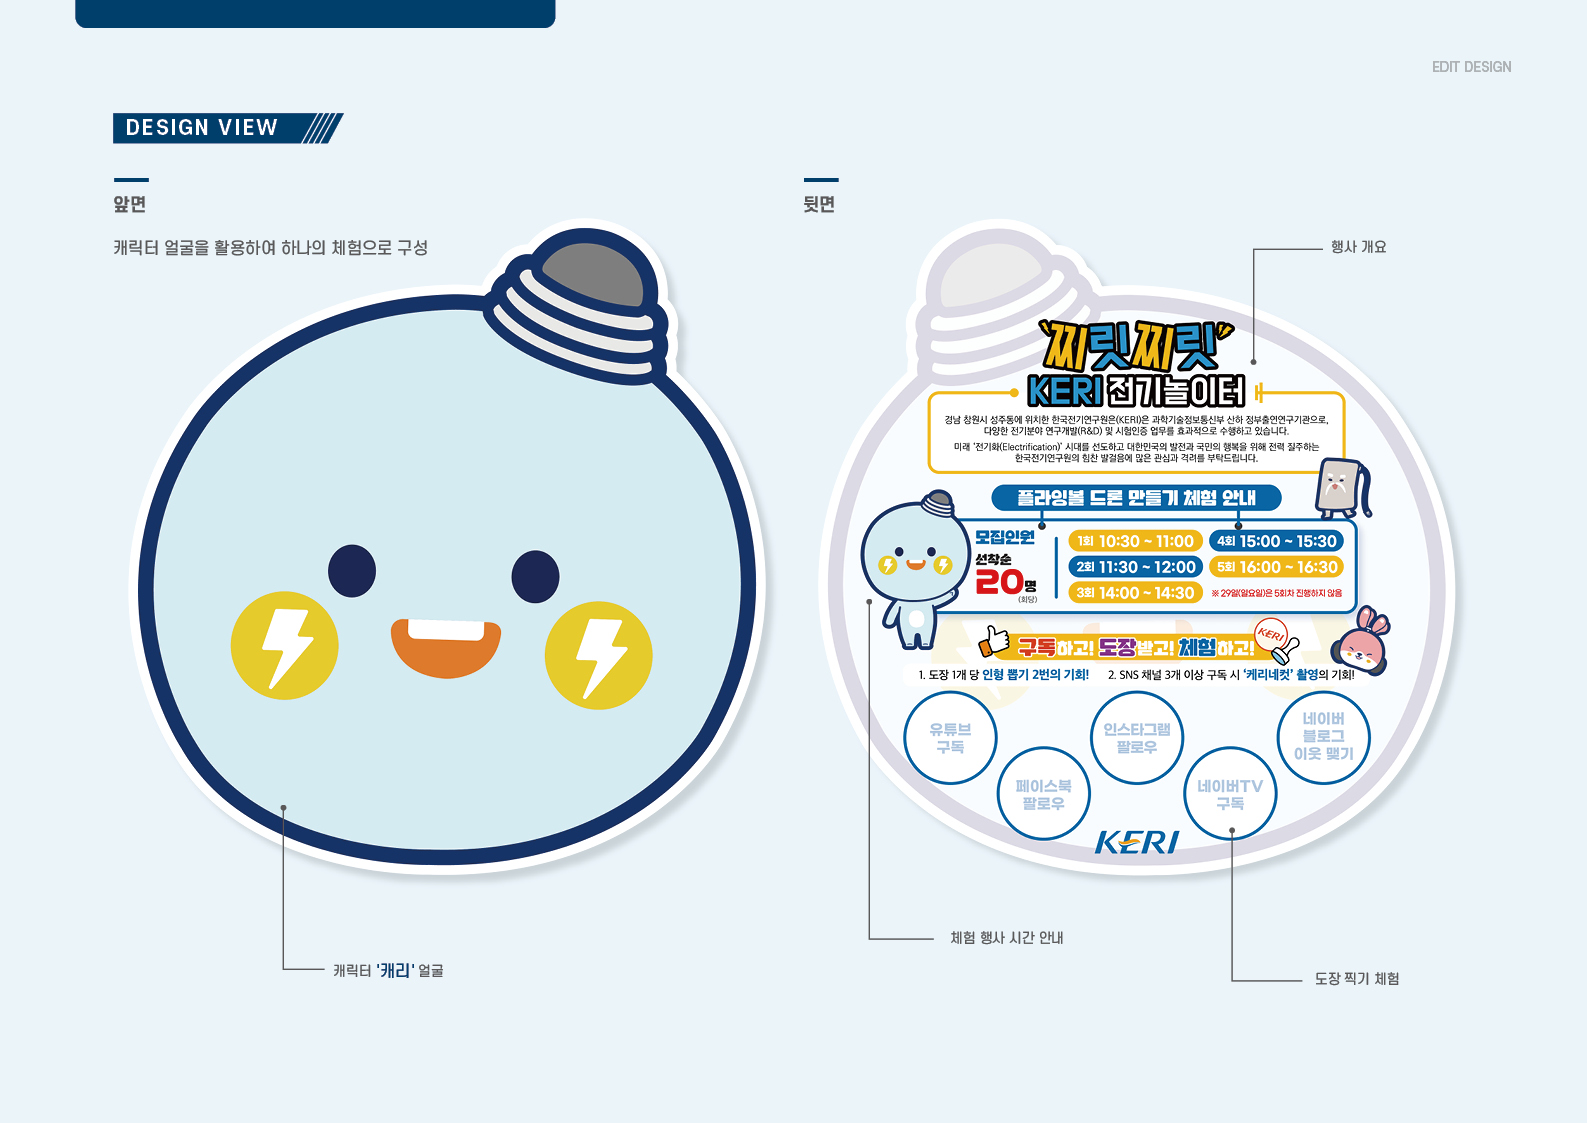 EDIT DESIGN
DESIGN VIEW
앞면
캐릭터 얼굴을 활용하여 하나의 체험으로 구성
캐릭터 '캐리' 얼굴
뒷면
행사 개요
"찌릿찌릿"
KERI 전기놀이터
경남 창원시 성주동에 위치한 한국전기연구원은(KERI)은 과학기술정보통신부 산하 정부출연연구기관으로,
다양한 전기분야 연구개발(R&D) 및 시험인증 업무를 효과적으로 수행하고 있습니다.
미래 '전기화(Electrification)' 시대를 선도하고 대한민국의 발전과 국민의 행복을 위해 전력 질주하는
한국전기연구원의 힘찬 발걸음에 많은 관심과 격려를 부탁드립니다.
플라잉볼 드론 만들기 체험 안내
모집인원
선착순
20명
(회당)
1회 10:30 ~ 11:00
2회 11:30 ~ 12:00
3회 14:00 ~ 14:30
4회 15:00 ~ 15:30
5회 16:00 ~ 16:30
※ 29일(일요일)은 5회차 진행하지 않음
구독하고! 도장받고! 체험하고!
KERI
1. 도장 1개 당 인형 뽑기 2번의 기회!
2. SNS 채널 3개 이상 구독 시 '케리네컷' 촬영의 기회!
유튜브
구독
페이스북
팔로우
인스타그램
팔로우
네이버TV
구독
네이버
블로그
이웃 맺기
KERI
체험 행사 시간 안내
도장 찍기 체험